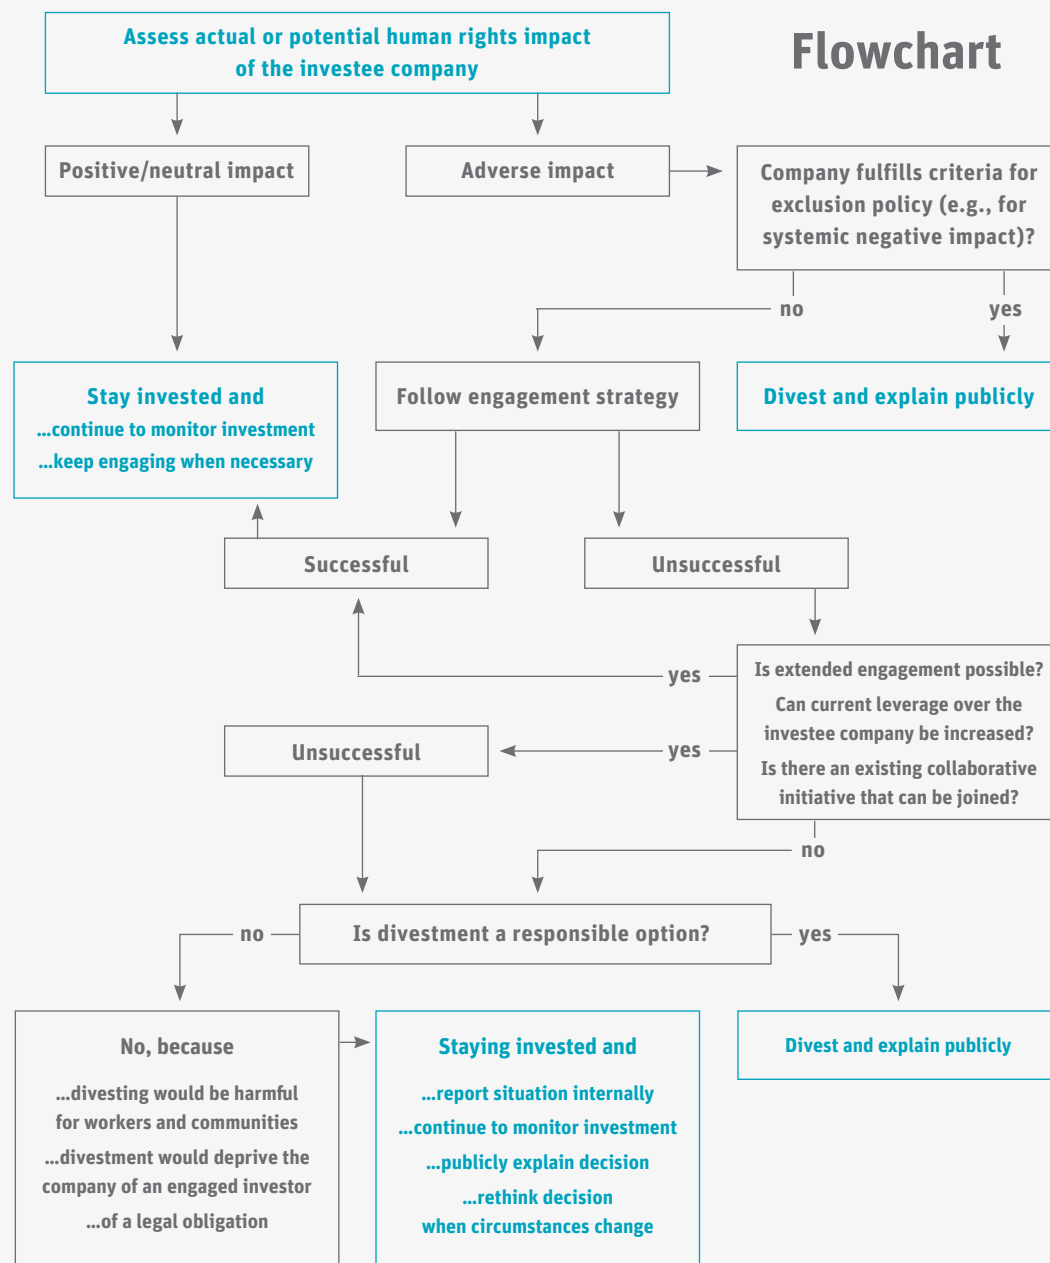 Flowchart
Assess actual or potential human rights impact
of the investee company
Positive/neutral impact
Adverse impact
Company fulfills criteria for
exclusion policy (e.g., for
systemic negative impact)?
no
yes
Stay invested and
...continue to monitor investment
...keep engaging when necessary
Follow engagement strategy
Divest and explain publicly
Successful
Unsuccessful
Is extended engagement possible?
Can current leverage over the
investee company be increased?
Is there an existing collaborative
initiative that can be joined?
yes
yes
Unsuccessful
no
Is divestment a responsible option?
no
yes
No, because
...divesting would be harmful
for workers and communities
...divestment would deprive the
company of an engaged investor
...of a legal obligation
Staying invested and
...report situation internally
...continue to monitor investment
...publicly explain decision
...rethink decision
when circumstances change
Divest and explain publicly